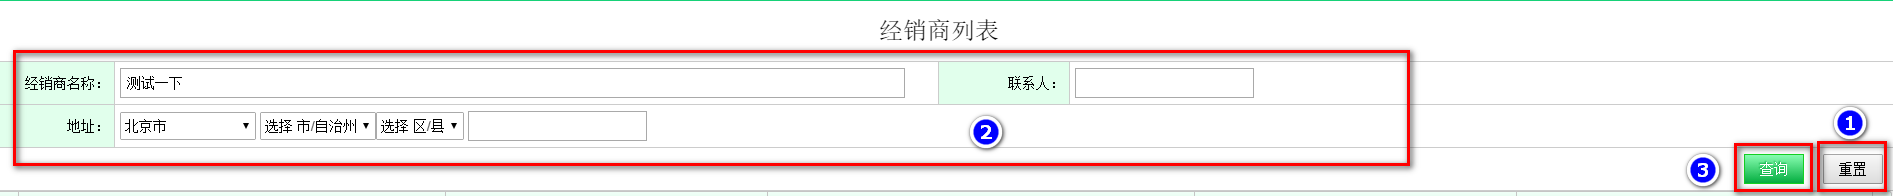 经销商列表
经销商名称： 测试一下 联系人：
地址： 北京市 选择 市/自治州 选择 区/县
2
1
3 查询 重置